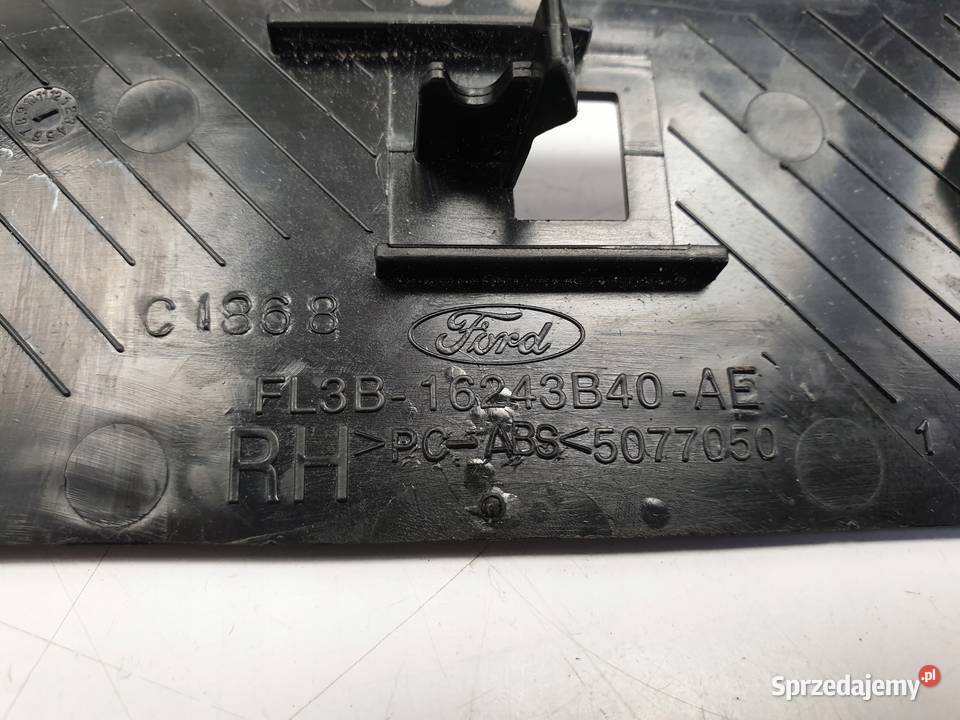 C1868
Ford
FL3B-16243B40-AE
RH >PC-ABS< 5077050
1
Sprzedajemy.pl